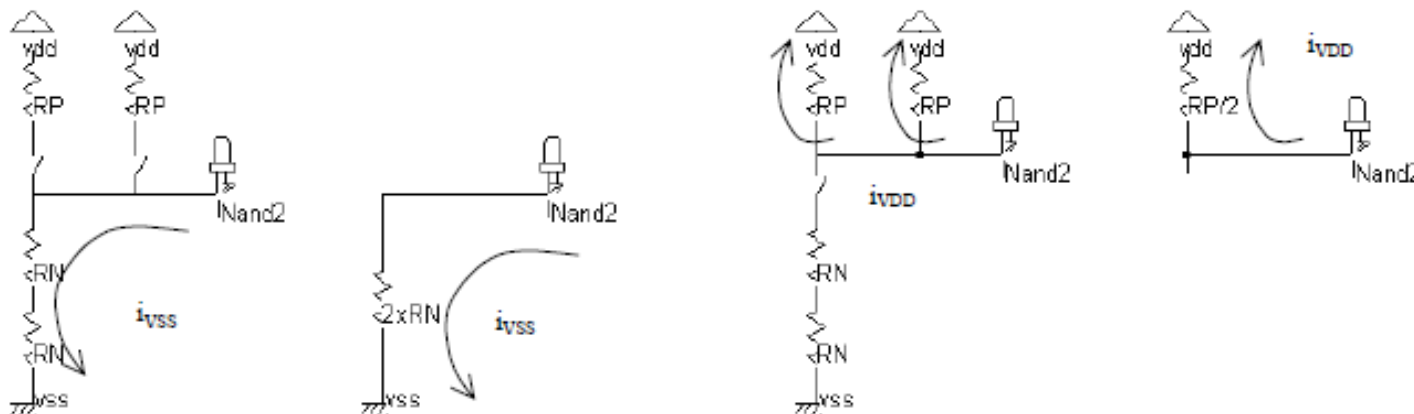 vdd vdd
RP RP
Nand2
RN
RN
iVSS
vss
Nand2
2xRN
iVSS
vss
vdd vdd
RP RP
Nand2
iVDD
RN
RN
vss
vdd
iVDD
RP/2
Nand2